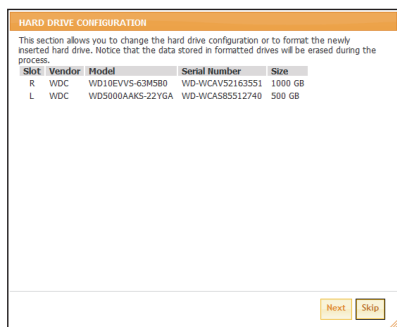 HARD DRIVE CONFIGURATION
This section allows you to change the hard drive configuration or to format the newly
inserted hard drive. Notice that the data stored in formatted drives will be erased during the
process.
Slot Vendor Model Serial Number Size
R WDC WD10EVVS-63M5B0 WD-WCAV52163551 1000 GB
L WDC WD5000AAKS-22YGA WD-WCAS85512740 500 GB
Next Skip